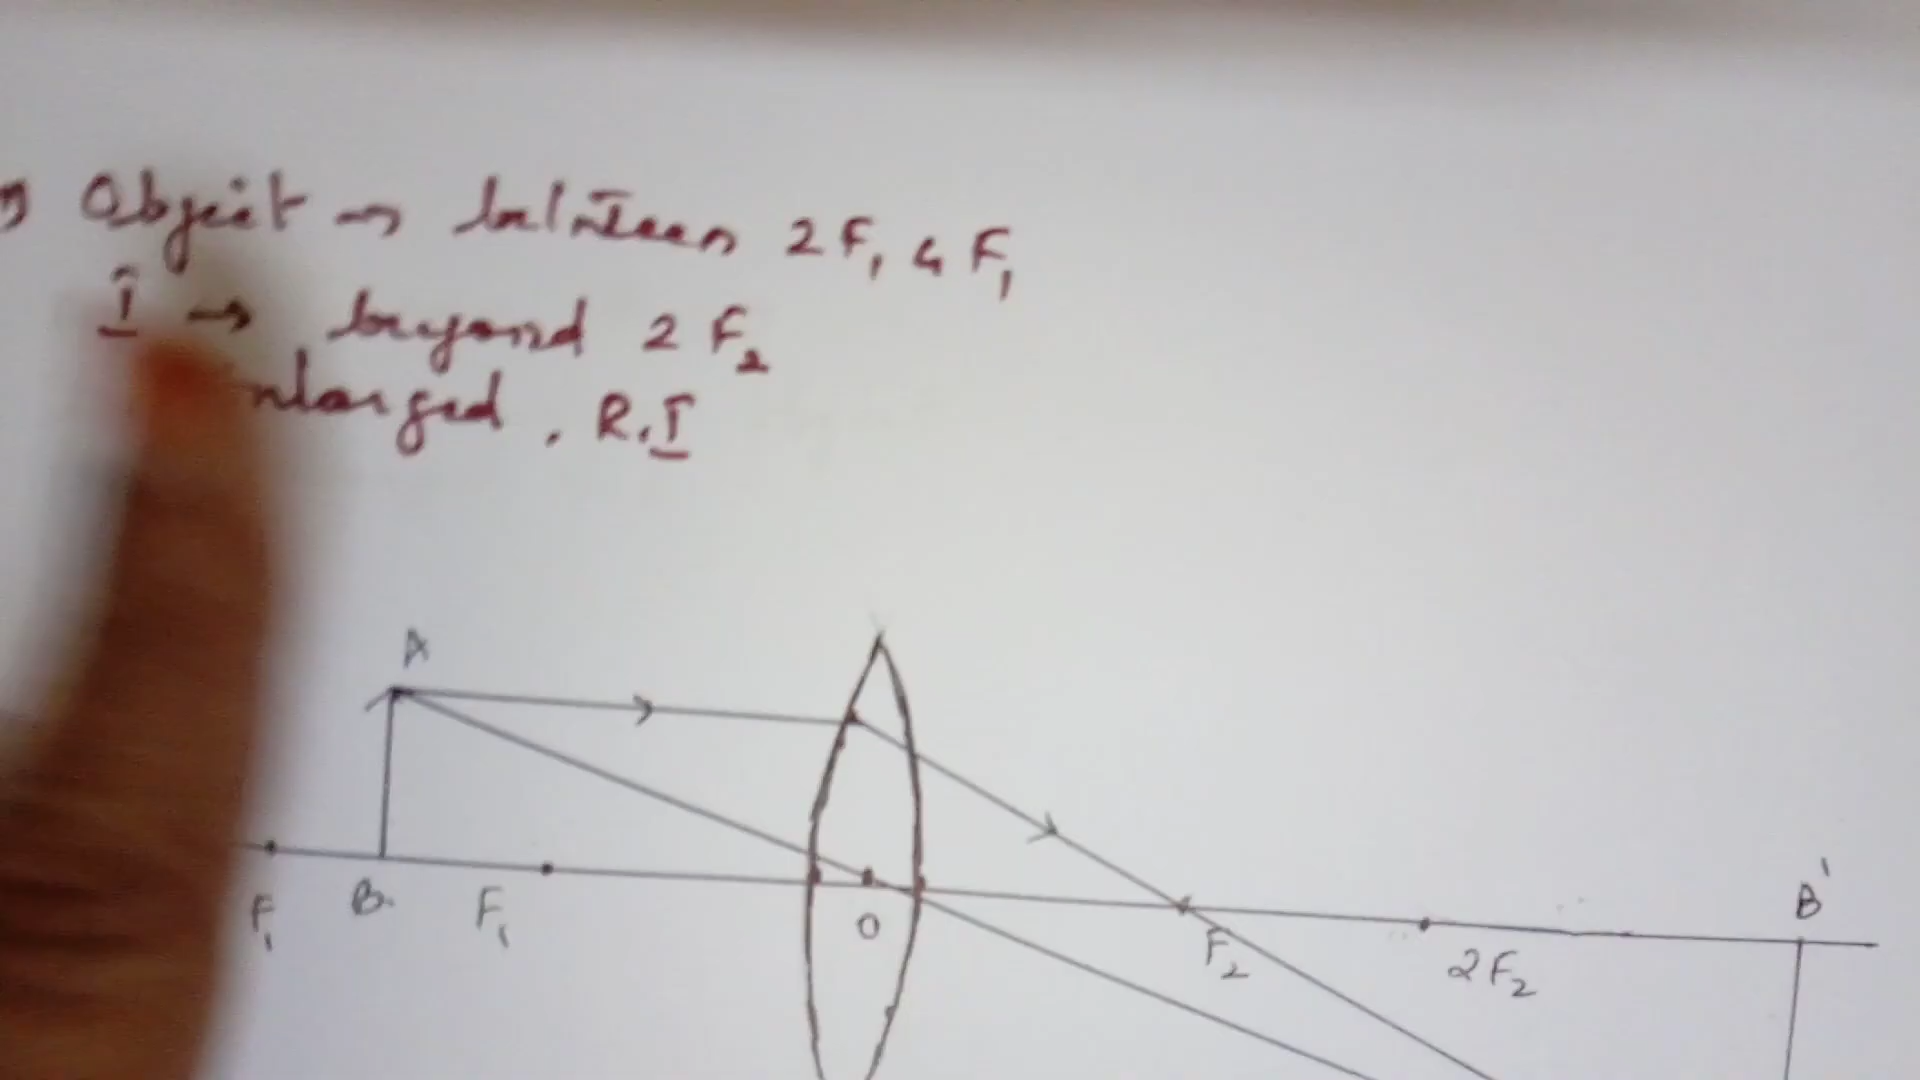 Object → between 2F₁ & F₁
I → beyond 2F₂
nlarged. R.I
A
B'
F₁ B F₁ O F₂ 2F₂